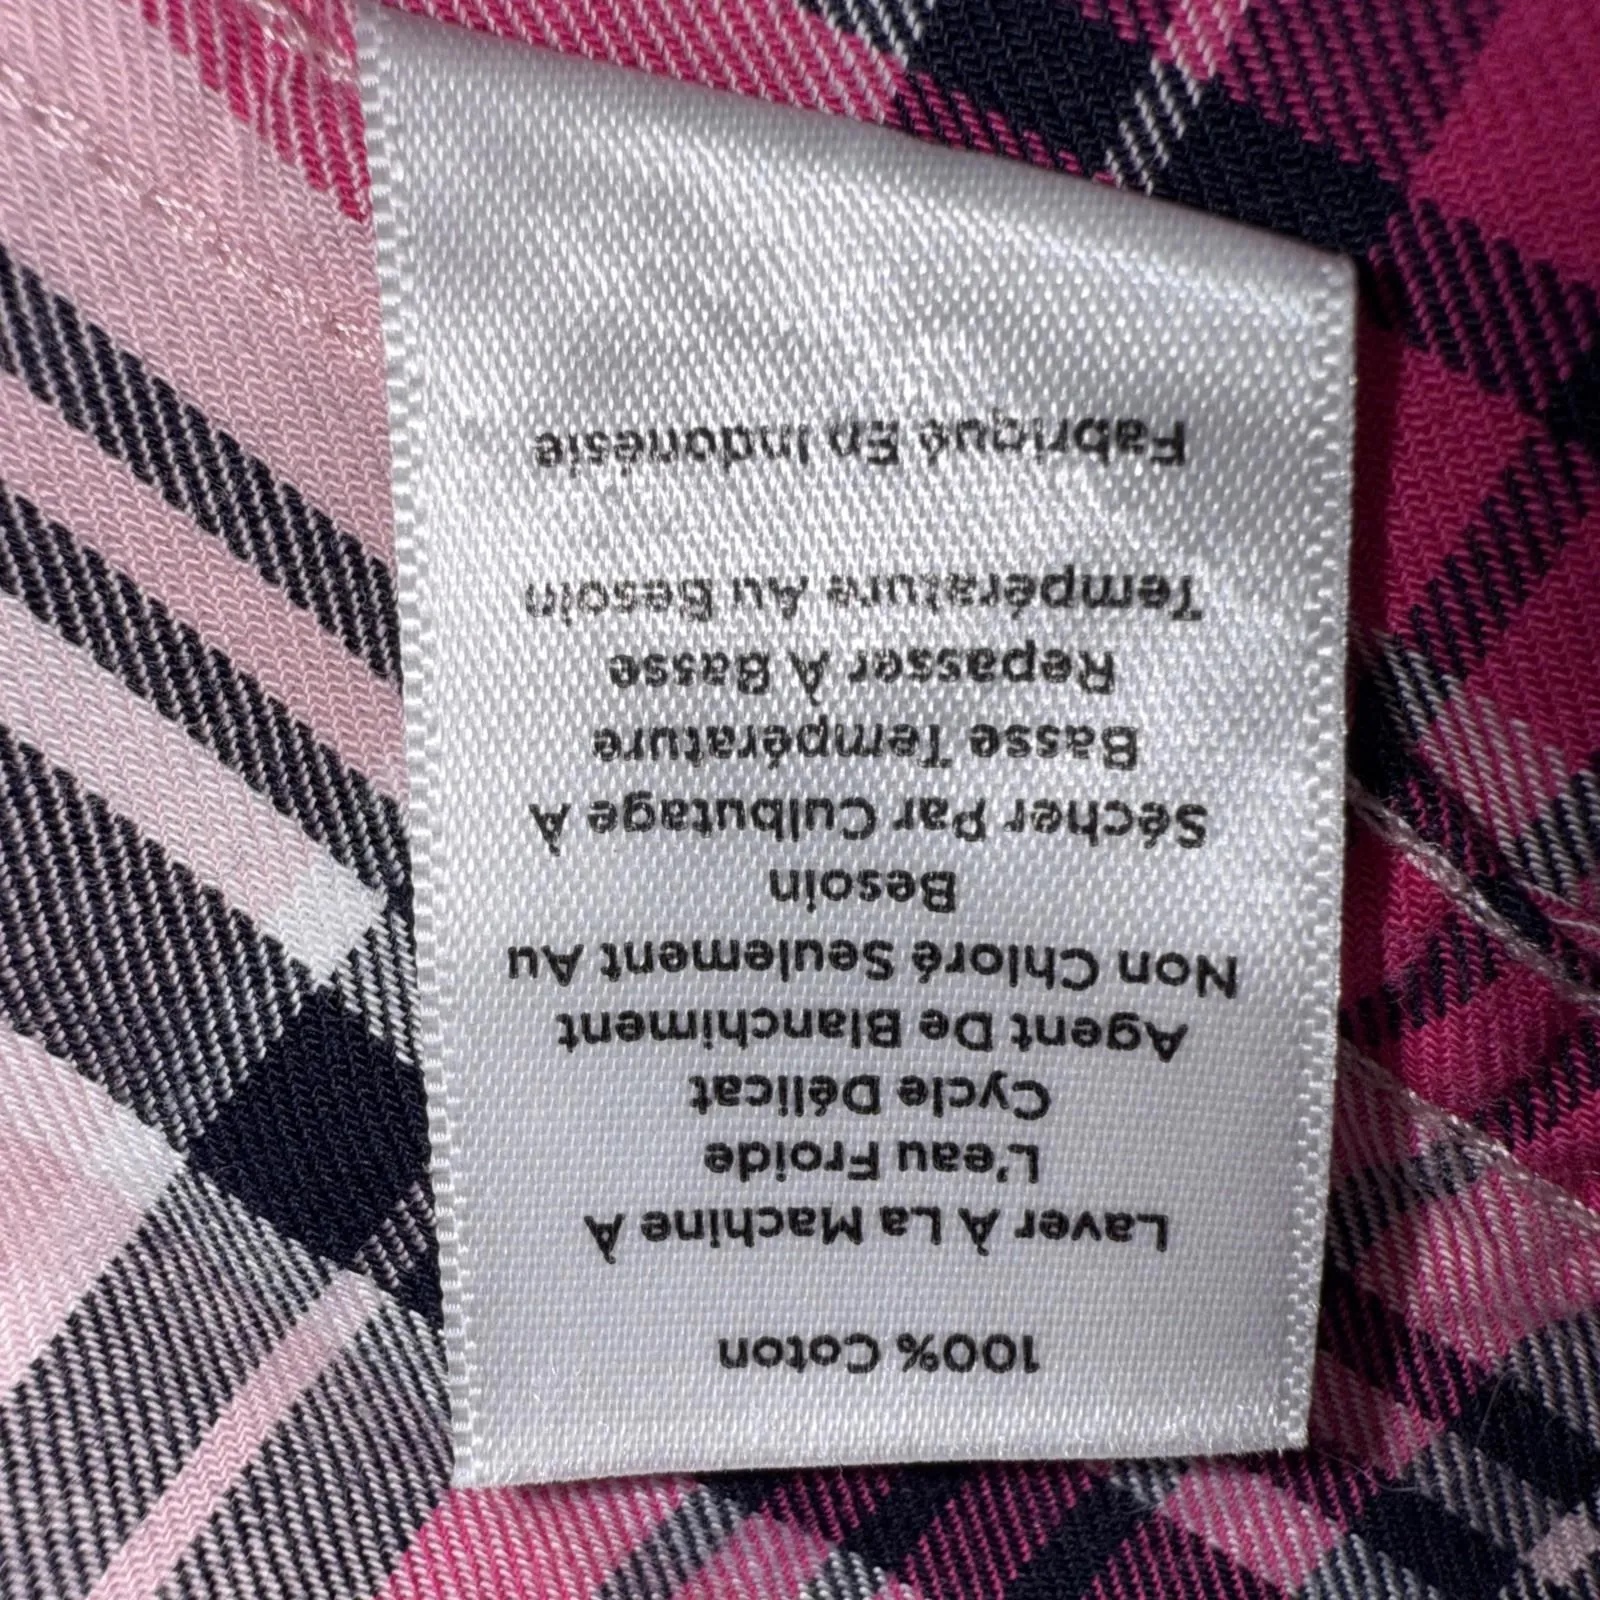 100% Coton
Laver À La Machine À
L'eau Froide
Cycle Délicat
Agent De Blanchiment
Non Chloré Seulement Au
Besoin
Sécher Par Culbutage À
Basse Température
Repasser À Basse
Température Au Besoin
Fabriqué En Indonésie